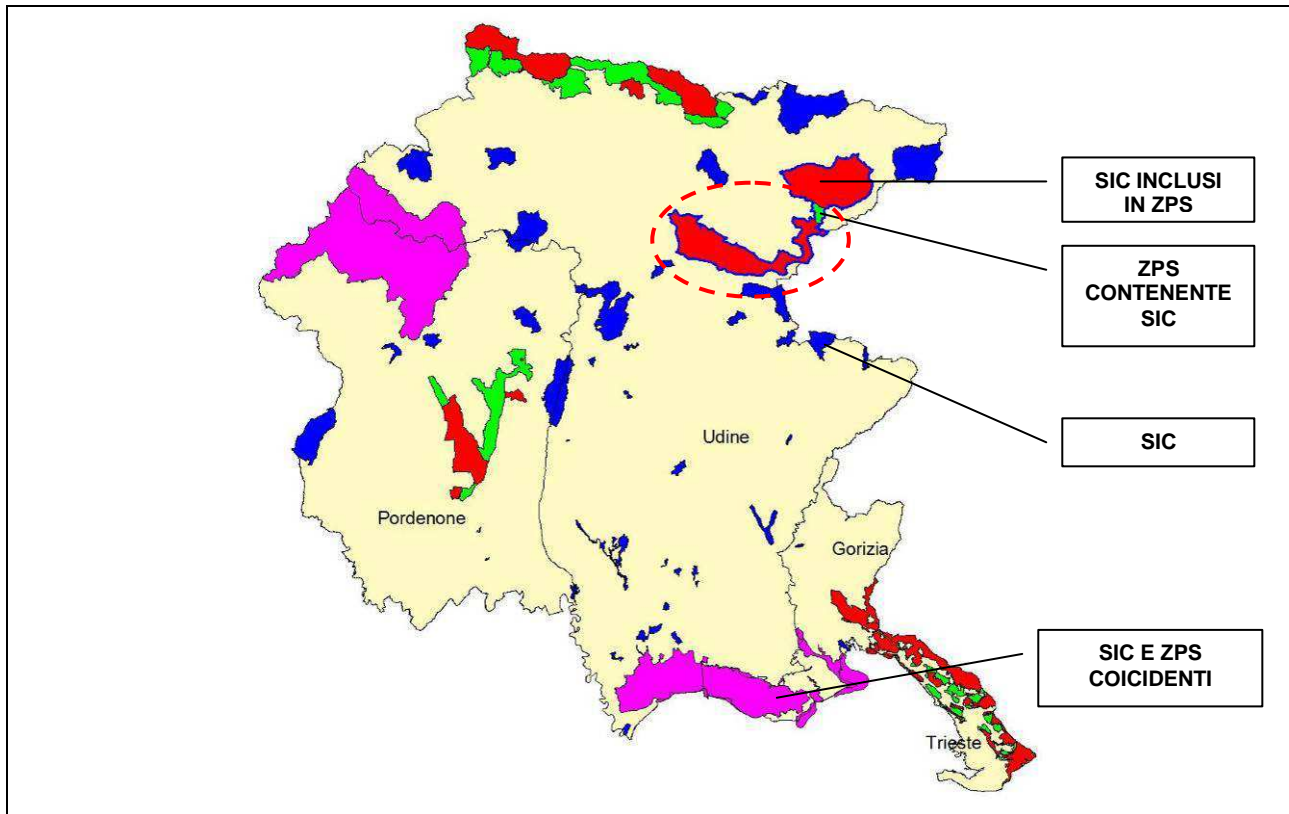 SIC INCLUSI
IN ZPS
ZPS
CONTENENTE
SIC
SIC
Udine
Pordenone
Gorizia
SIC E ZPS
COICIDENTI
Trieste